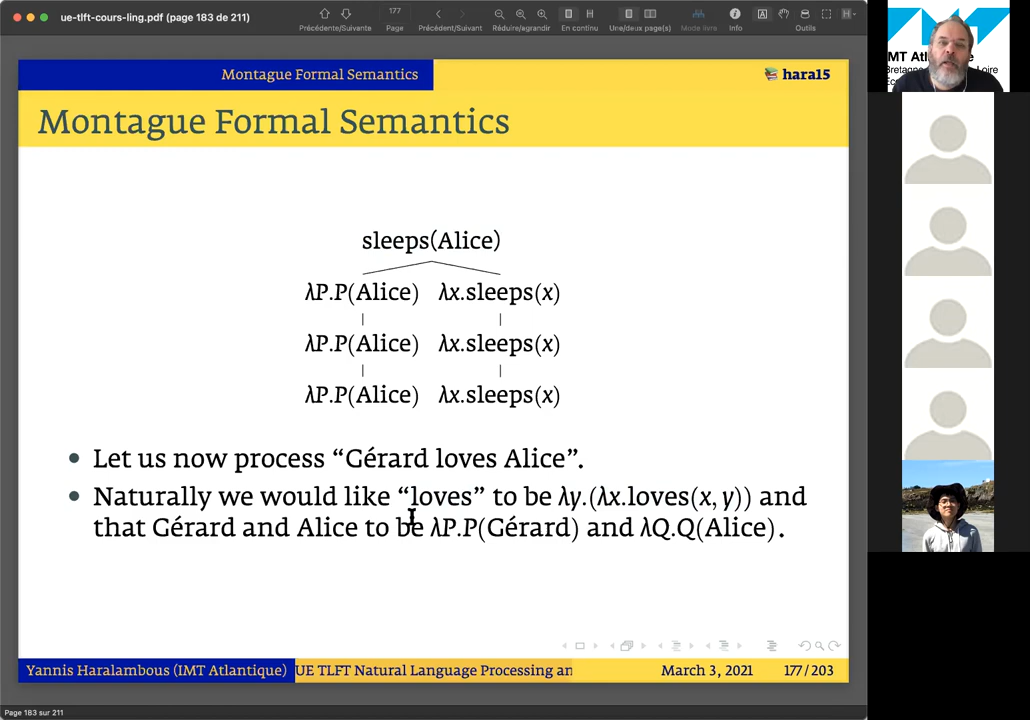 ue-tlft-cours-ling.pdf (page 183 de 211)
177
Précédente/Suivante Page Précédent/Suivant Réduire/agrandir En continu Une/deux page(s) Mode livre Info Outils
Montague Formal Semantics
hara15
Montague Formal Semantics
sleeps(Alice)
λP.P(Alice) λx.sleeps(x)
λP.P(Alice) λx.sleeps(x)
λP.P(Alice) λx.sleeps(x)
• Let us now process “Gérard loves Alice”.
• Naturally we would like “loves” to be λy.(λx.loves(x, y)) and
that Gérard and Alice to be λP.P(Gérard) and λQ.Q(Alice).
Yannis Haralambous (IMT Atlantique) UE TLFT Natural Language Processing an March 3, 2021 177/203
Page 183 sur 211